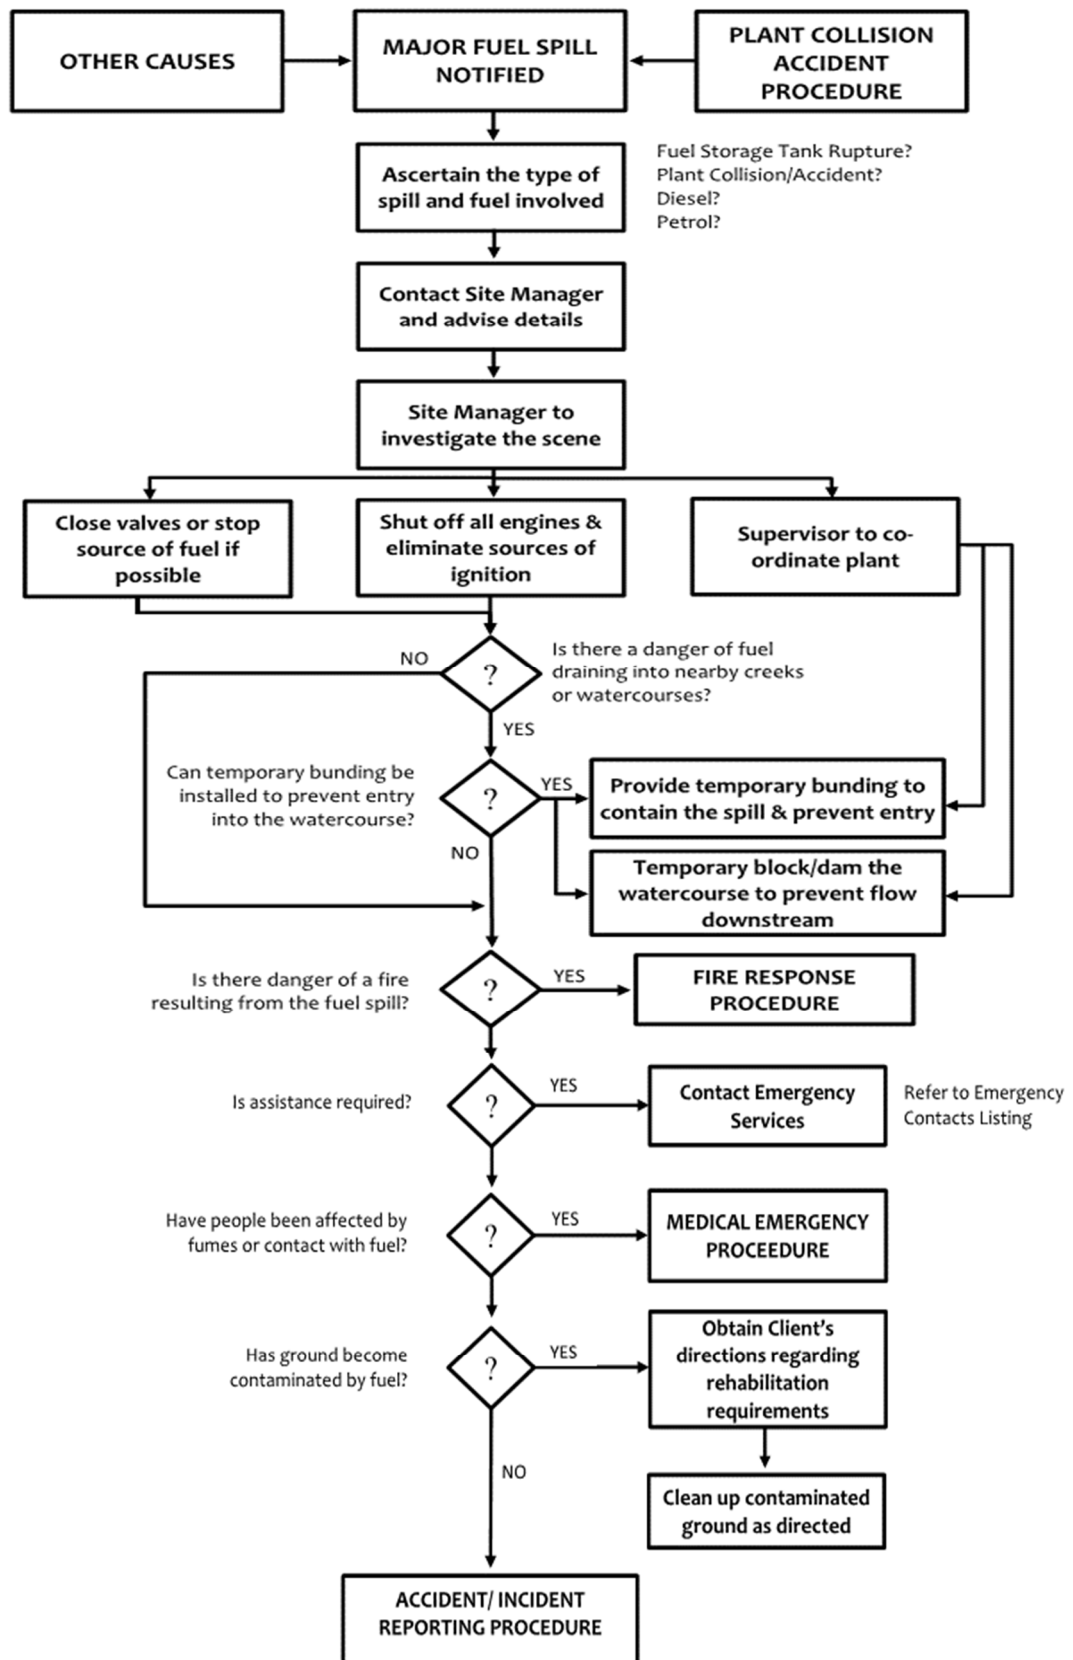 OTHER CAUSES
MAJOR FUEL SPILL
NOTIFIED
PLANT COLLISION
ACCIDENT
PROCEDURE
Ascertain the type of
spill and fuel involved
Fuel Storage Tank Rupture?
Plant Collision/Accident?
Diesel?
Petrol?
Contact Site Manager
and advise details
Site Manager to
investigate the scene
Close valves or stop
source of fuel if
possible
Shut off all engines &
eliminate sources of
ignition
Supervisor to co-
ordinate plant
NO
?
Is there a danger of fuel
draining into nearby creeks
or watercourses?
YES
Can temporary bunding be
installed to prevent entry
into the watercourse?
?
YES
Provide temporary bunding to
contain the spill & prevent entry
NO
Temporary block/dam the
watercourse to prevent flow
downstream
Is there danger of a fire
resulting from the fuel spill?
?
YES
FIRE RESPONSE
PROCEDURE
Is assistance required?
?
YES
Contact Emergency
Services
Refer to Emergency
Contacts Listing
Have people been affected by
fumes or contact with fuel?
?
YES
MEDICAL EMERGENCY
PROCEEDURE
Has ground become
contaminated by fuel?
?
YES
Obtain Client's
directions regarding
rehabilitation
requirements
NO
Clean up contaminated
ground as directed
ACCIDENT/ INCIDENT
REPORTING PROCEDURE